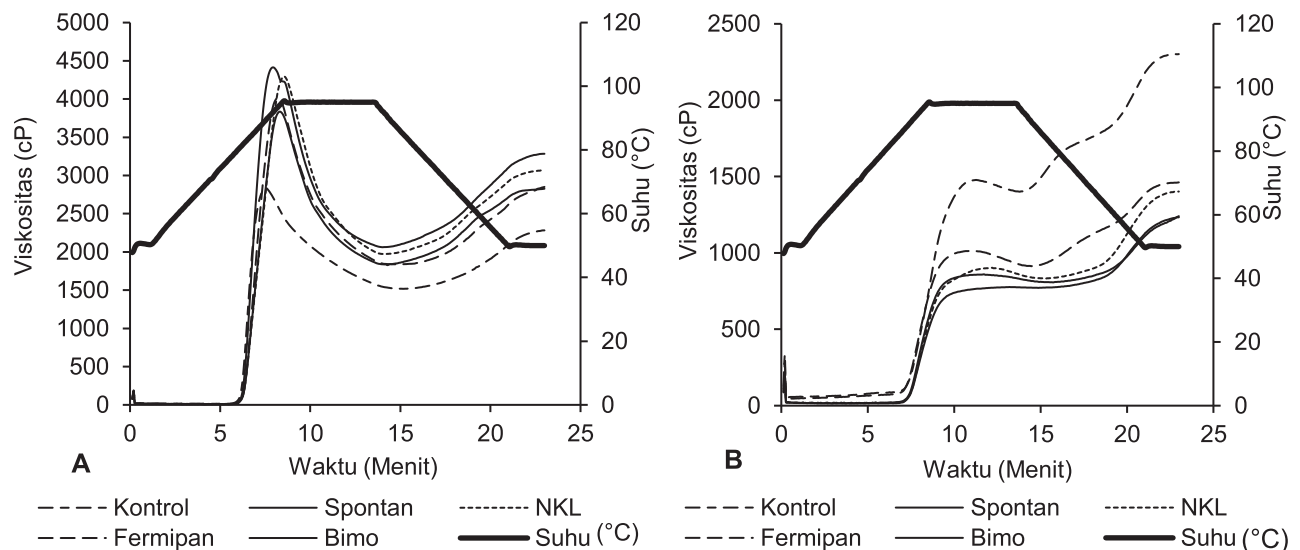 5000
4500
4000
3500
3000
2500
2000
1500
1000
500
0
Viskositas (cP)
120
100
80
60
40
20
0
Suhu (°C)
0 5 10 15 20 25
A Waktu (Menit)
Kontrol Spontan NKL
Fermipan Bimo Suhu (°C)
2500
2000
1500
1000
500
0
Viskositas (cP)
120
100
80
60
40
20
0
Suhu (°C)
0 5 10 15 20 25
B Waktu (Menit)
Kontrol Spontan NKL
Fermipan Bimo Suhu (°C)